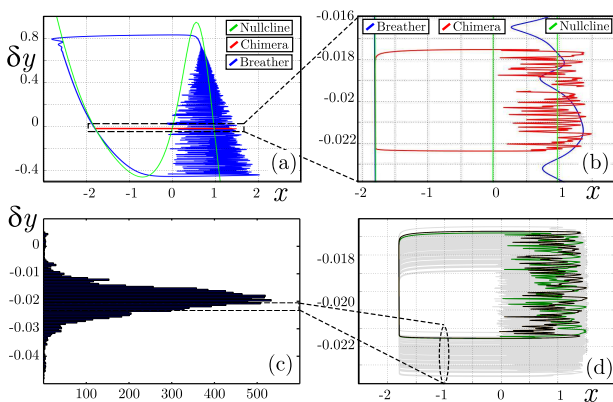 δy
0.8
0.4
0
-0.4
-2
-1
0
1
2
x
Nullcline
Chimera
Breather
(a)
-0.016
-0.018
-0.02
-0.022
-1
0
1
x
Breather
Chimera
Nullcline
(b)
δy
0
-0.01
-0.02
-0.03
-0.04
100
200
300
400
500
(c)
-0.018
-0.020
-0.022
-2
-1
0
1
x
(d)